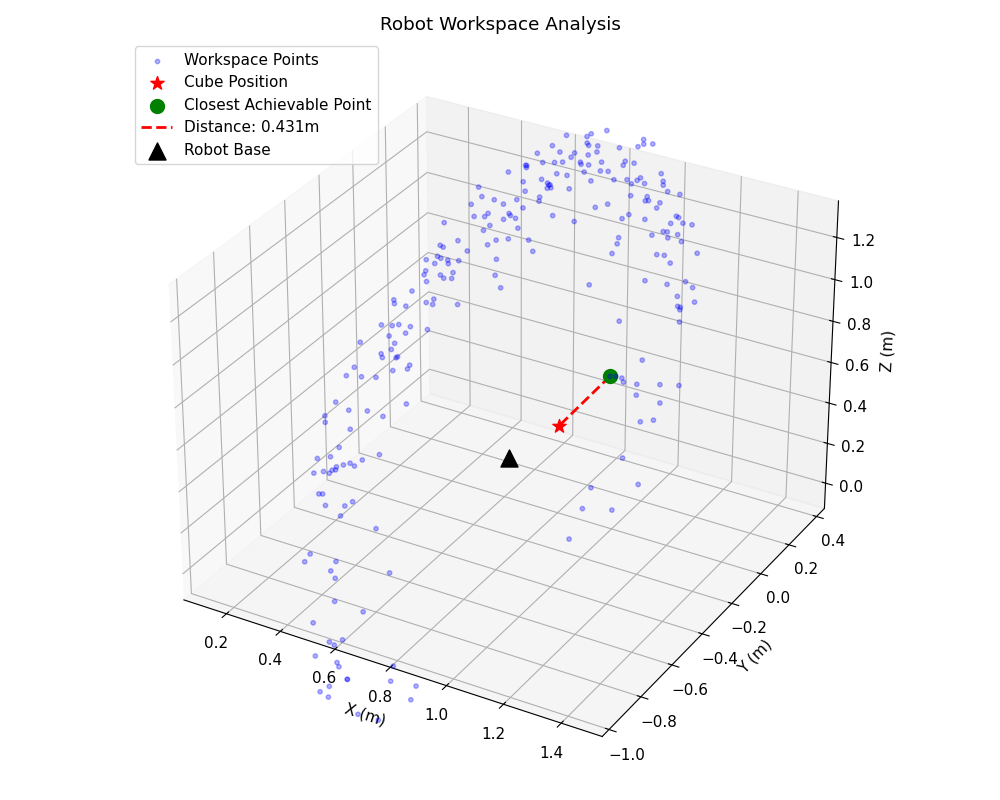 Robot Workspace Analysis
Workspace Points
Cube Position
Closest Achievable Point
Distance: 0.431m
Robot Base
1.2
1.0
0.8
0.6
0.4
0.2
0.0
Z (m)
0.4
0.2
0.0
−0.2
−0.4
−0.6
−0.8
−1.0
Y (m)
0.2
0.4
0.6
0.8
1.0
1.2
1.4
X (m)